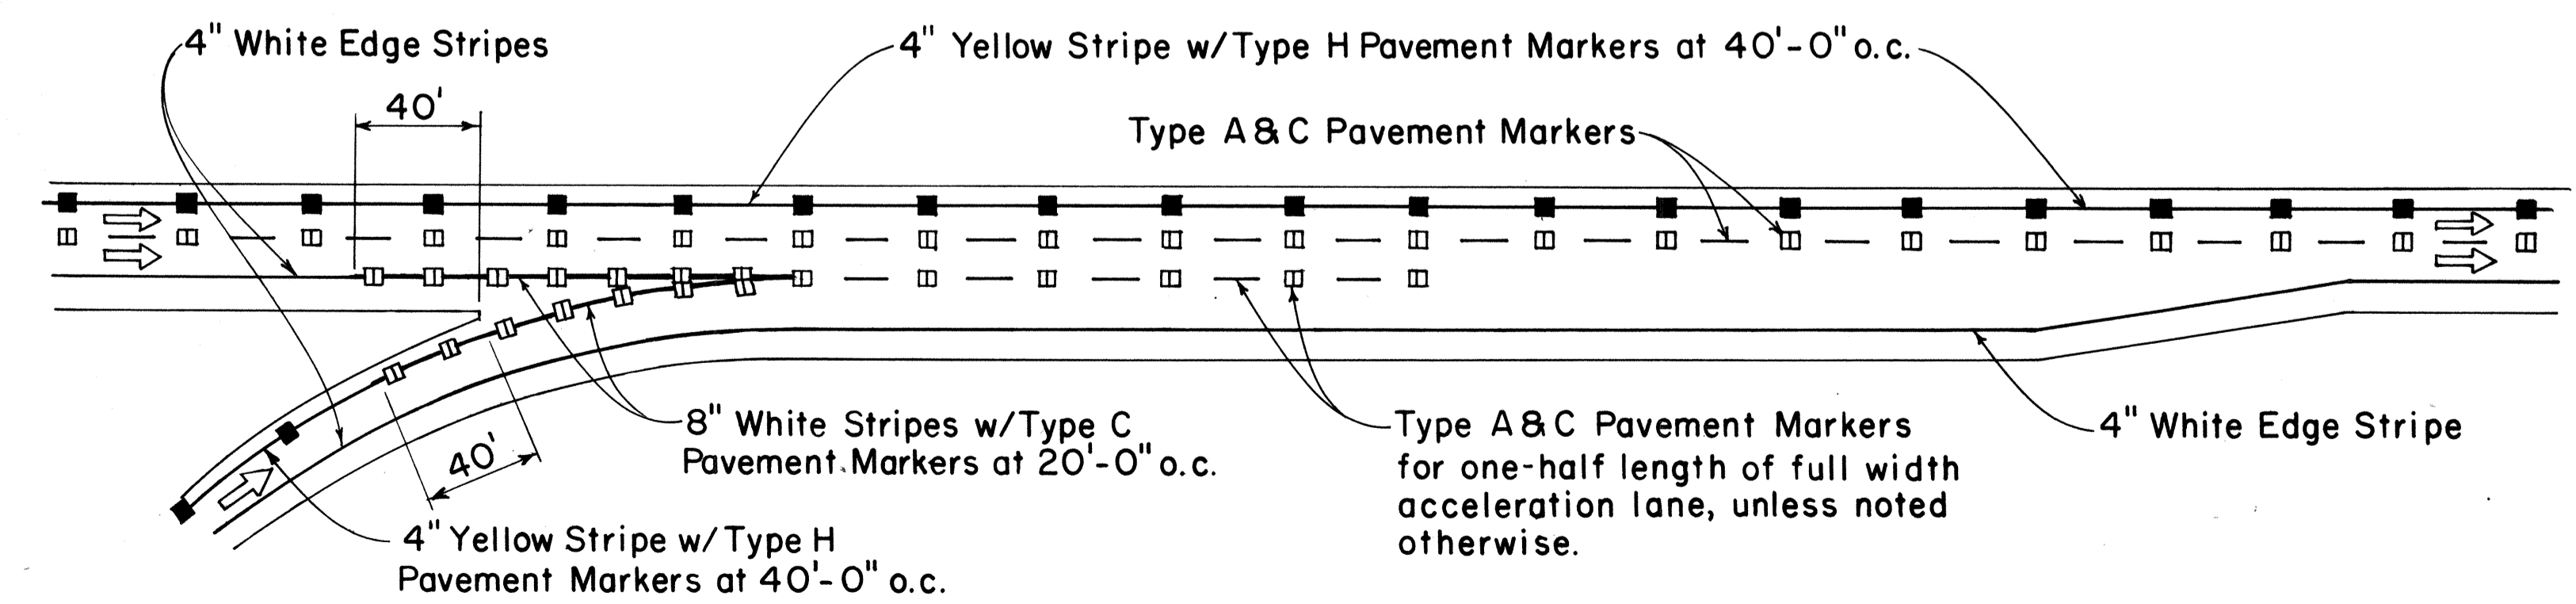 4" White Edge Stripes
4" Yellow Stripe w/Type H Pavement Markers at 40'-0" o.c.
40'
Type A & C Pavement Markers
8" White Stripes w/Type C
Pavement Markers at 20'-0" o.c.
40'
Type A & C Pavement Markers
for one-half length of full width
acceleration lane, unless noted
otherwise.
4" White Edge Stripe
4" Yellow Stripe w/Type H
Pavement Markers at 40'-0" o.c.